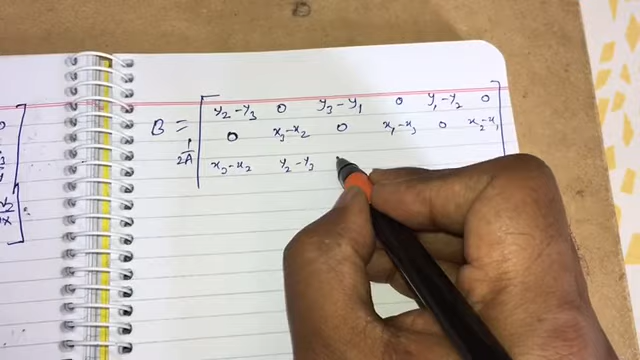 y₂-y₃ 0 y₃-y₁ 0 y₁-y₂ 0
B = 0 x₃-x₂ 0 x₁-x₃ 0 x₂-x₁
1/2A x₃-x₂ y₂-y₃